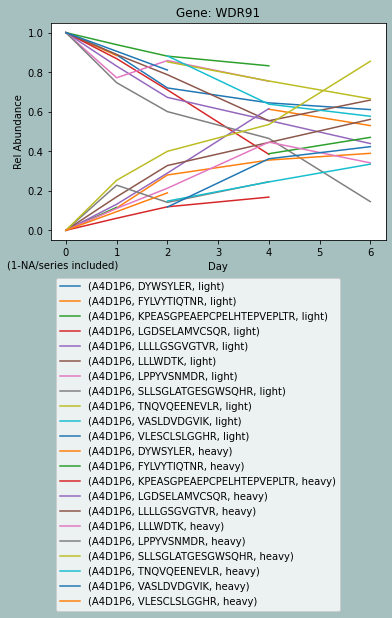 Gene: WDR91
1.0
0.8
0.6
0.4
0.2
0.0
Rel Abundance
0 1 2 3 4 5 6
Day
(1-NA/series included)
(A4D1P6, DYWSYLER, light)
(A4D1P6, FYLVYTIQTNR, light)
(A4D1P6, KPEASGPEAEPCPELHTEPVEPLTR, light)
(A4D1P6, LGDSELAMVCSQR, light)
(A4D1P6, LLLLGSGVGTVR, light)
(A4D1P6, LLLWDTK, light)
(A4D1P6, LPPYVSNMDR, light)
(A4D1P6, SLLSGLATGESGWSQHR, light)
(A4D1P6, TNQVQEENEVLR, light)
(A4D1P6, VASLDVDGVIK, light)
(A4D1P6, VLESCLSLGGHR, light)
(A4D1P6, DYWSYLER, heavy)
(A4D1P6, FYLVYTIQTNR, heavy)
(A4D1P6, KPEASGPEAEPCPELHTEPVEPLTR, heavy)
(A4D1P6, LGDSELAMVCSQR, heavy)
(A4D1P6, LLLLGSGVGTVR, heavy)
(A4D1P6, LLLWDTK, heavy)
(A4D1P6, LPPYVSNMDR, heavy)
(A4D1P6, SLLSGLATGESGWSQHR, heavy)
(A4D1P6, TNQVQEENEVLR, heavy)
(A4D1P6, VASLDVDGVIK, heavy)
(A4D1P6, VLESCLSLGGHR, heavy)